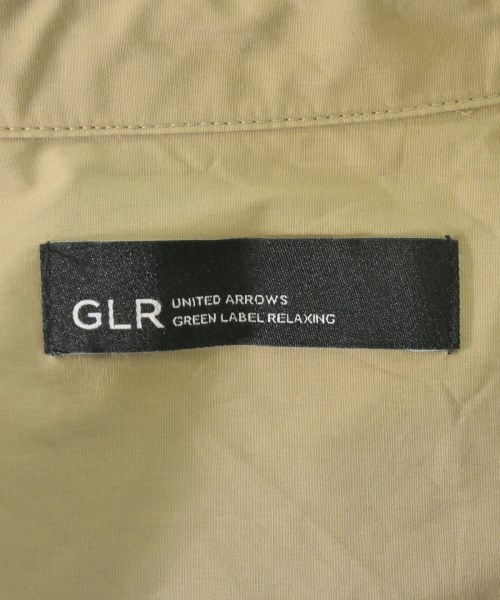 GLR
UNITED ARROWS
GREEN LABEL RELAXING